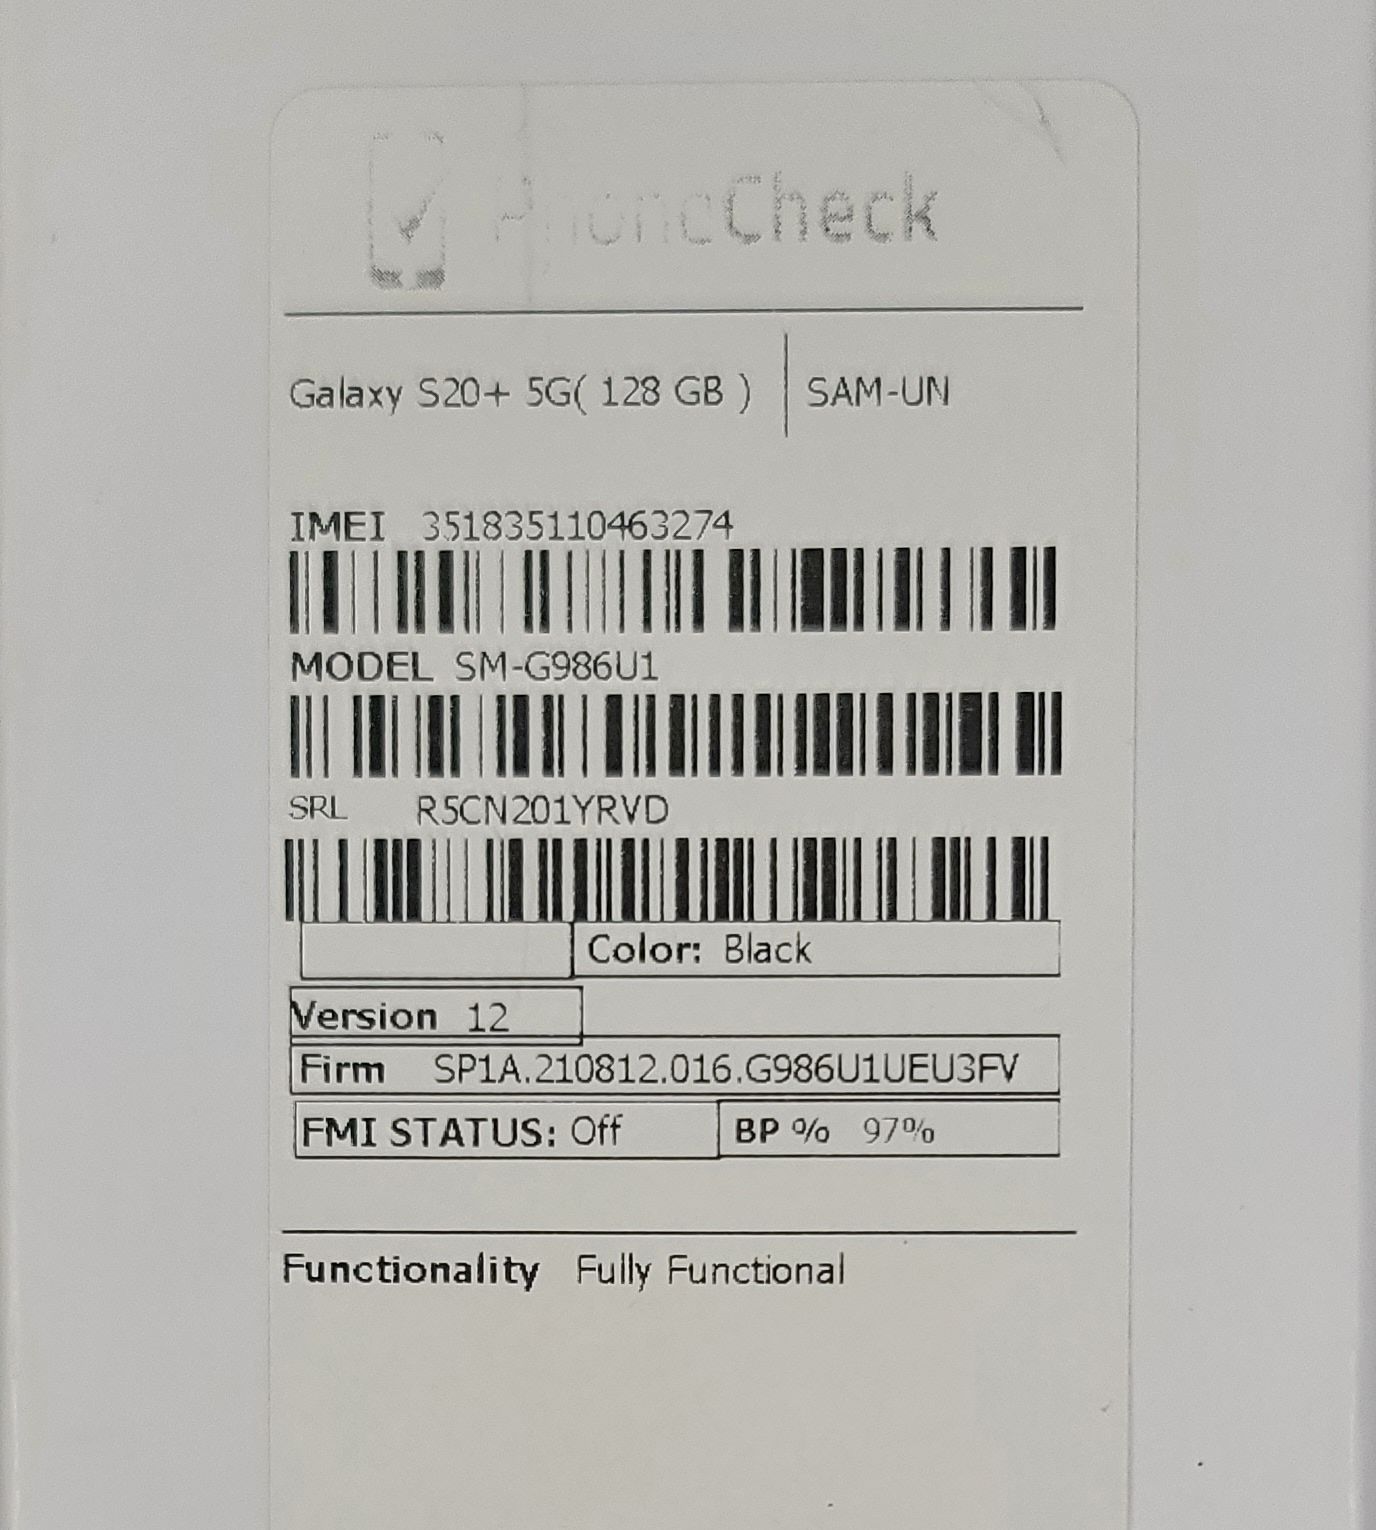 PhoneCheck
Galaxy S20+ 5G( 128 GB ) SAM-UN
IMEI 351835110463274
MODEL SM-G986U1
SRL R5CN201YRVD
Color: Black
Version 12
Firm SP1A.210812.016.G986U1UEU3FV
FMI STATUS: Off BP % 97%
Functionality Fully Functional